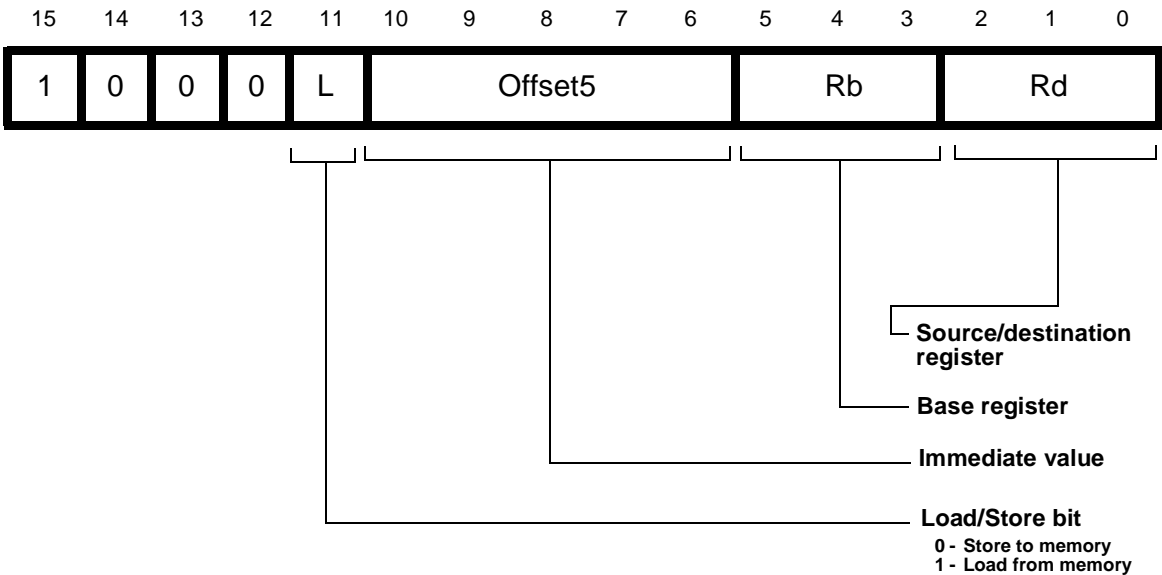 15 14 13 12 11 10 9 8 7 6 5 4 3 2 1 0
1 0 0 0 L Offset5 Rb Rd
Source/destination
register
Base register
Immediate value
Load/Store bit
0 - Store to memory
1 - Load from memory